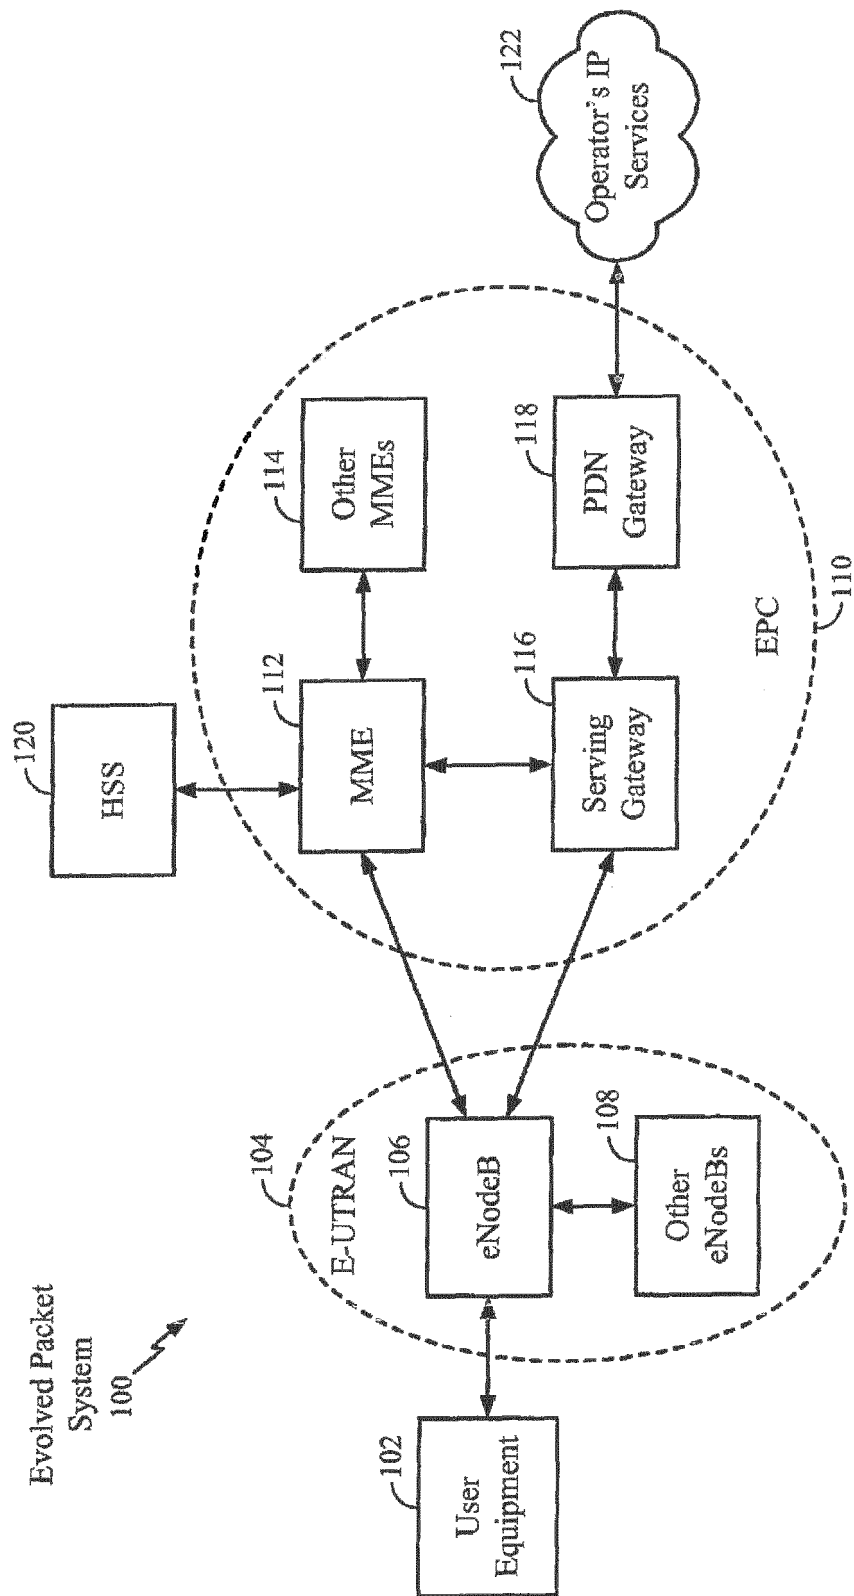 Evolved Packet
System
100
102
User
Equipment
104
E-UTRAN
106
eNodeB
108
Other
eNodeBs
120
HSS
112
MME
114
Other
MMEs
116
Serving
Gateway
118
PDN
Gateway
EPC
110
122
Operator's IP
Services